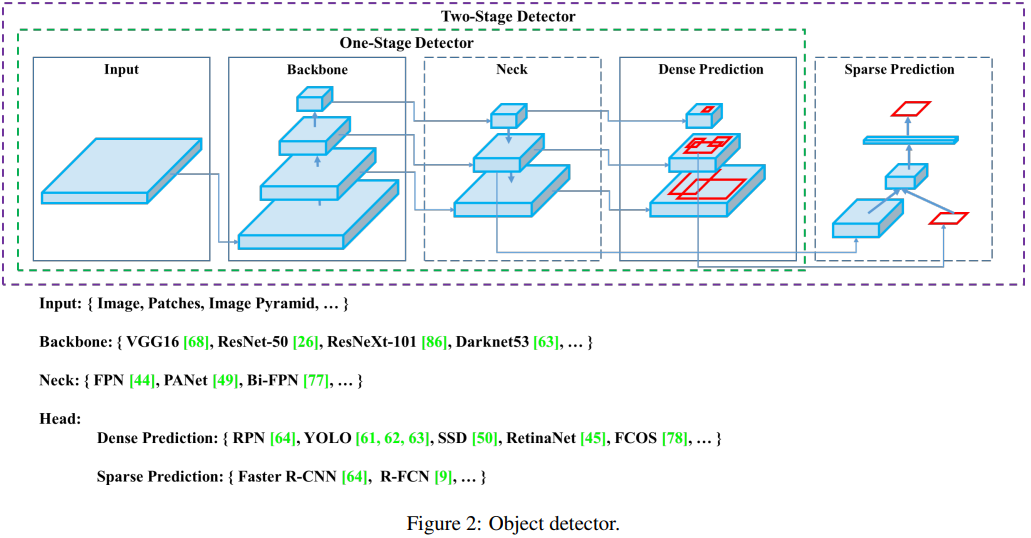 Two-Stage Detector
One-Stage Detector
Input
Backbone
Neck
Dense Prediction
Sparse Prediction
Input: { Image, Patches, Image Pyramid, … }
Backbone: { VGG16 [68], ResNet-50 [26], ResNeXt-101 [86], Darknet53 [63], … }
Neck: { FPN [44], PANet [49], Bi-FPN [77], … }
Head:
Dense Prediction: { RPN [64], YOLO [61, 62, 63], SSD [50], RetinaNet [45], FCOS [78], … }
Sparse Prediction: { Faster R-CNN [64], R-FCN [9], … }
Figure 2: Object detector.